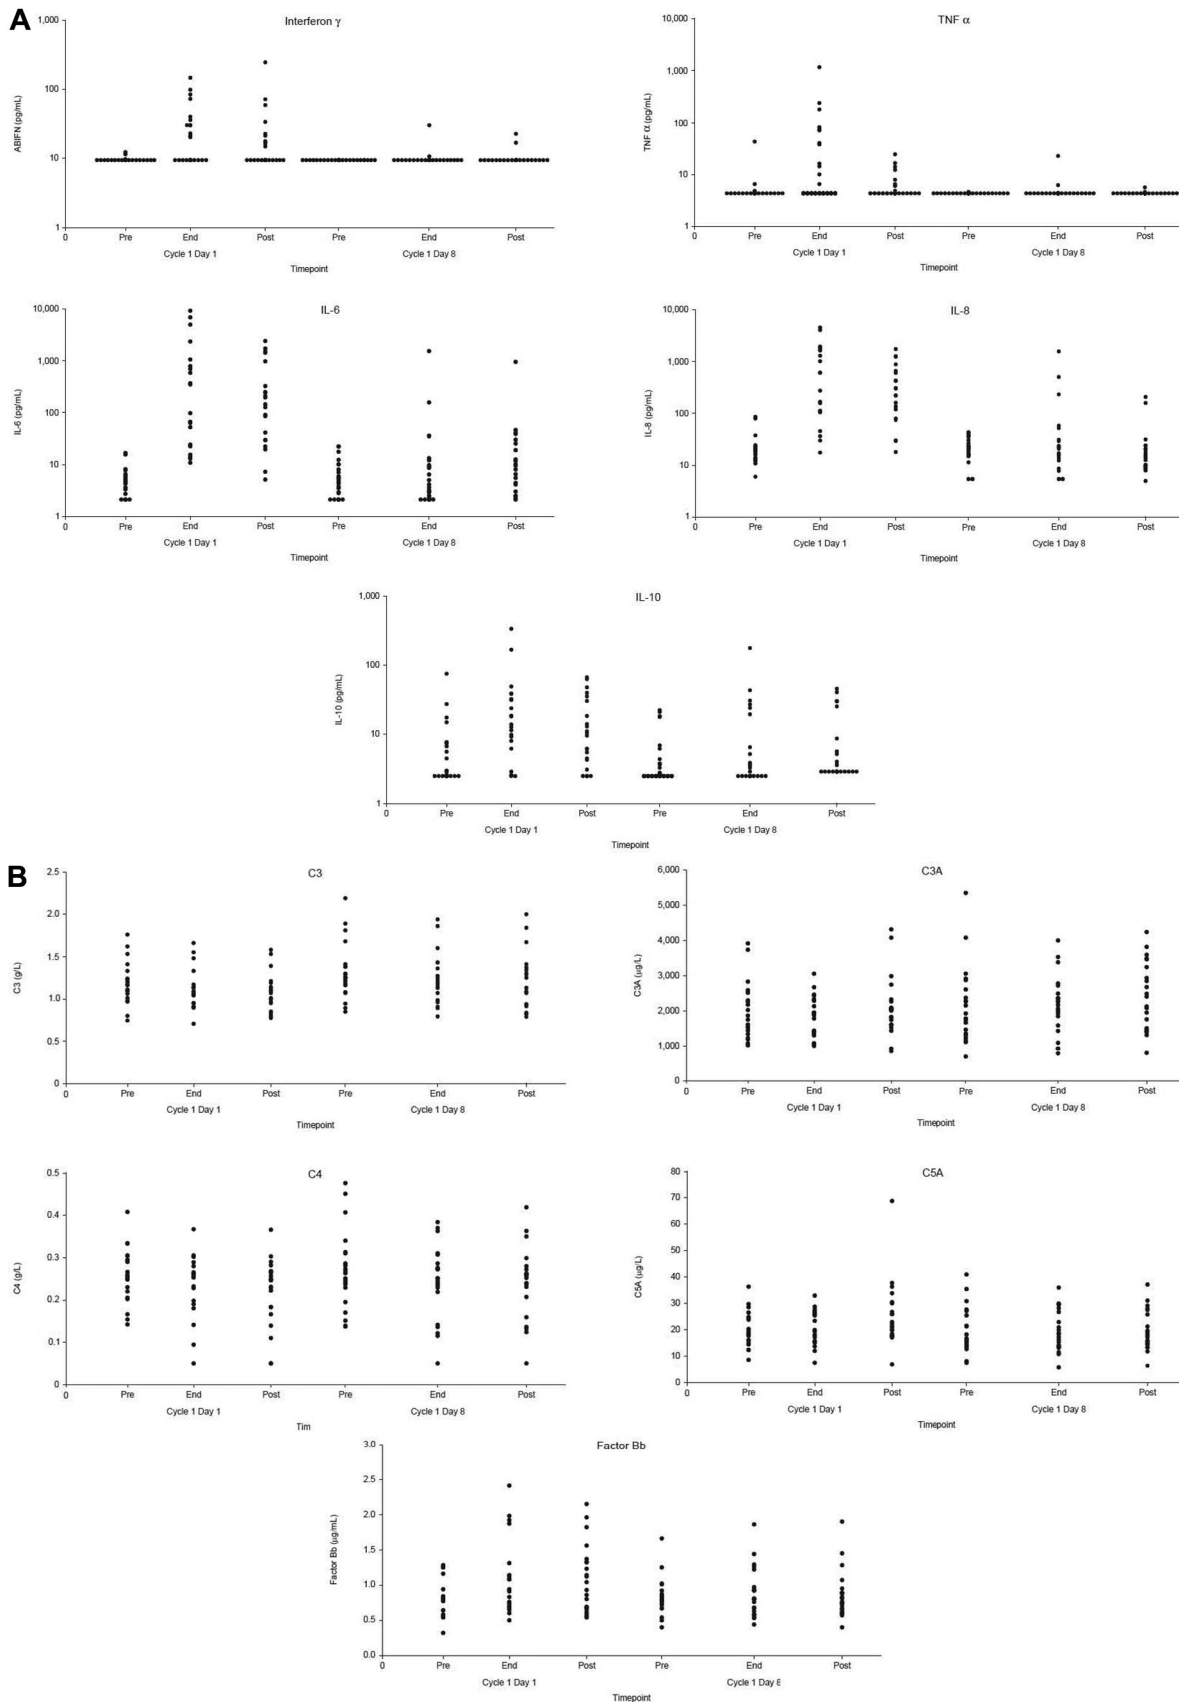 A
Interferon γ
1,000
100
10
1
0
ABIFN (pg/mL)
Pre End Post Pre End Post
Cycle 1 Day 1 Cycle 1 Day 8
Timepoint
TNF α
10,000
1,000
100
10
1
0
TNF α (pg/mL)
Pre End Post Pre End Post
Cycle 1 Day 1 Cycle 1 Day 8
Timepoint
IL-6
10,000
1,000
100
10
1
0
IL-6 (pg/mL)
Pre End Post Pre End Post
Cycle 1 Day 1 Cycle 1 Day 8
Timepoint
IL-8
10,000
1,000
100
10
1
0
IL-8 (pg/mL)
Pre End Post Pre End Post
Cycle 1 Day 1 Cycle 1 Day 8
Timepoint
IL-10
1,000
100
10
1
0
IL-10 (pg/mL)
Pre End Post Pre End Post
Cycle 1 Day 1 Cycle 1 Day 8
Timepoint
B
C3
2.5
2.0
1.5
1.0
0.5
0
0
C3 (g/L)
Pre End Post Pre End Post
Cycle 1 Day 1 Cycle 1 Day 8
Timepoint
C3A
6,000
5,000
4,000
3,000
2,000
1,000
0
0
C3A (µg/L)
Pre End Post Pre End Post
Cycle 1 Day 1 Cycle 1 Day 8
Timepoint
C4
0.5
0.4
0.3
0.2
0.1
0
0
C4 (g/L)
Pre End Post Pre End Post
Cycle 1 Day 1 Cycle 1 Day 8
Tim
C5A
80
70
60
50
40
30
20
10
0
0
C5A (µg/L)
Pre End Post Pre End Post
Cycle 1 Day 1 Cycle 1 Day 8
Timepoint
Factor Bb
3.0
2.5
2.0
1.5
1.0
0.5
0.0
0
Factor Bb (µg/mL)
Pre End Post Pre End Post
Cycle 1 Day 1 Cycle 1 Day 8
Timepoint